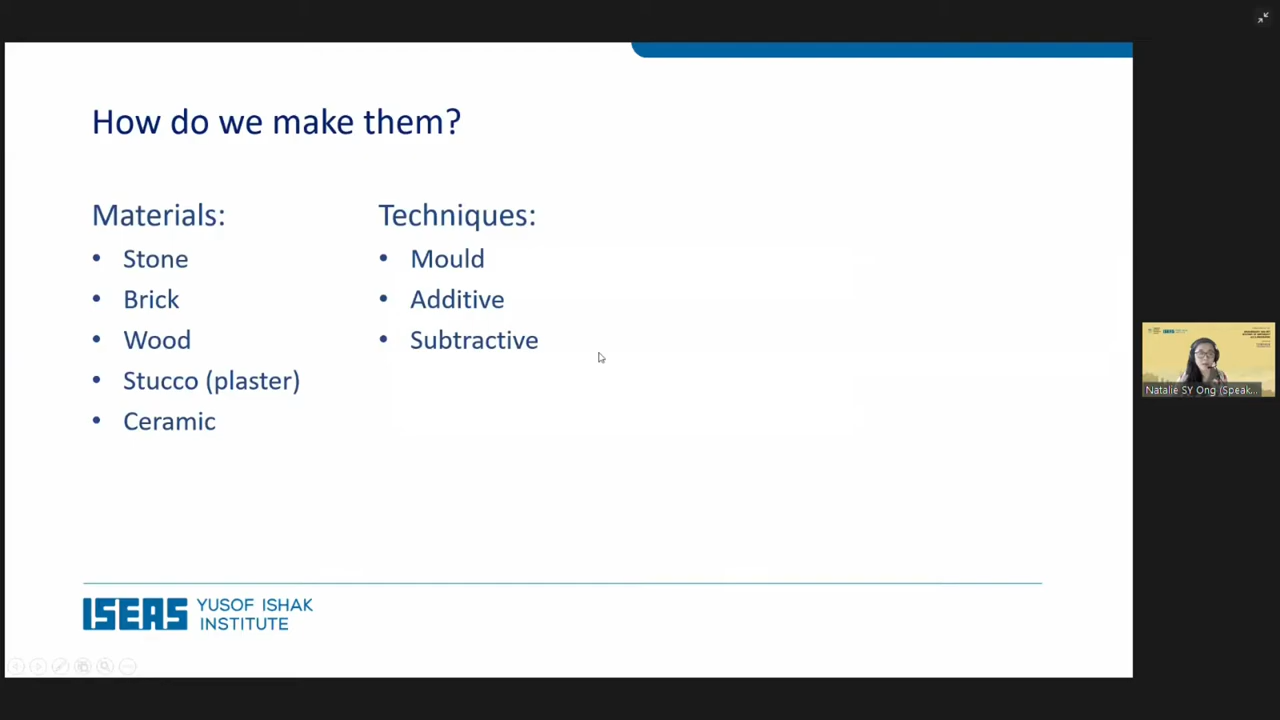 How do we make them?
Materials:
• Stone
• Brick
• Wood
• Stucco (plaster)
• Ceramic
Techniques:
• Mould
• Additive
• Subtractive
ISEAS YUSOF ISHAK
INSTITUTE
Natalie SY Ong (Speak...